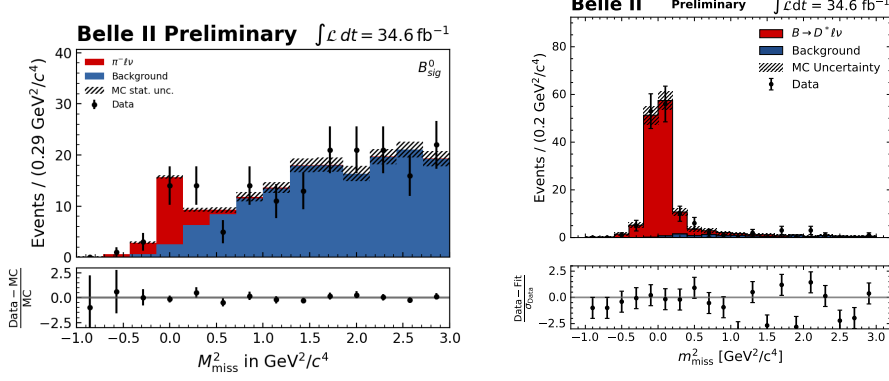 Belle II Preliminary ∫ℒ dt = 34.6 fb⁻¹
π⁻ℓν
Background
MC stat. unc.
Data
B⁰sig
Events / (0.29 GeV²/c⁴)
40
30
20
10
0
Data − MC
MC
2.5
0.0
−2.5
−1.0 −0.5 0.0 0.5 1.0 1.5 2.0 2.5 3.0
M²miss in GeV²/c⁴
Belle II Preliminary ∫ℒdt = 34.6 fb⁻¹
B → D*ℓν
Background
MC Uncertainty
Data
Events / (0.2 GeV²/c⁴)
80
60
40
20
0
Data−Fit
σData
2.5
0.0
−2.5
−1.0 −0.5 0.0 0.5 1.0 1.5 2.0 2.5 3.0
m²miss [GeV²/c⁴]